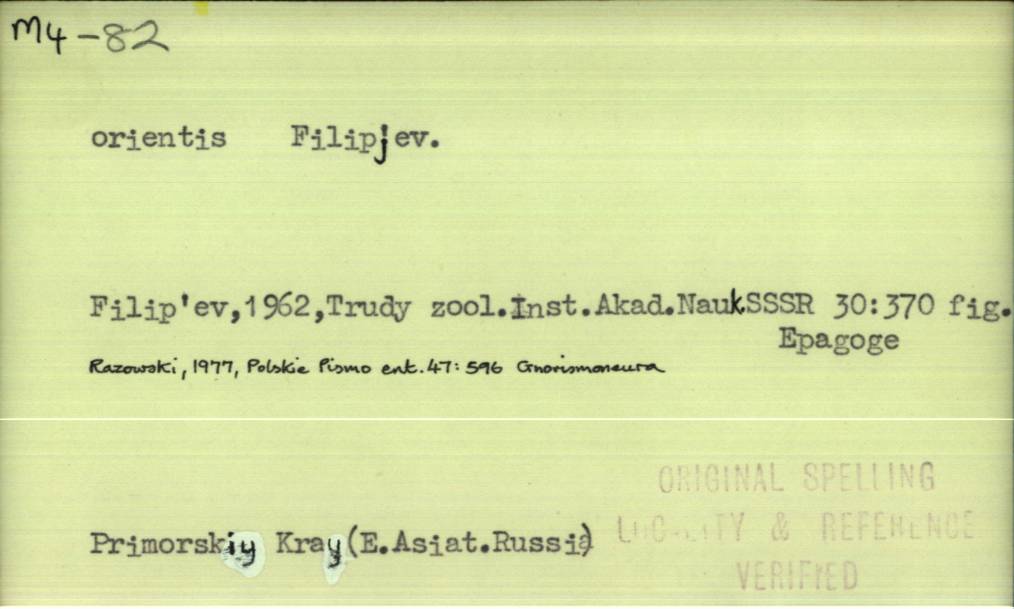 M4-82
orientis Filipjev.
Filip'ev,1962,Trudy zool.Inst.Akad.NaukSSSR 30:370 fig.
Epagoge
Razowski, 1977, Polskie Pismo ent. 47: 596 Gnorismoneura
ORIGINAL SPELLING
LOCALITY & REFERENCE
VERIFIED
Primorskiy Kray(E.Asiat.Russia)